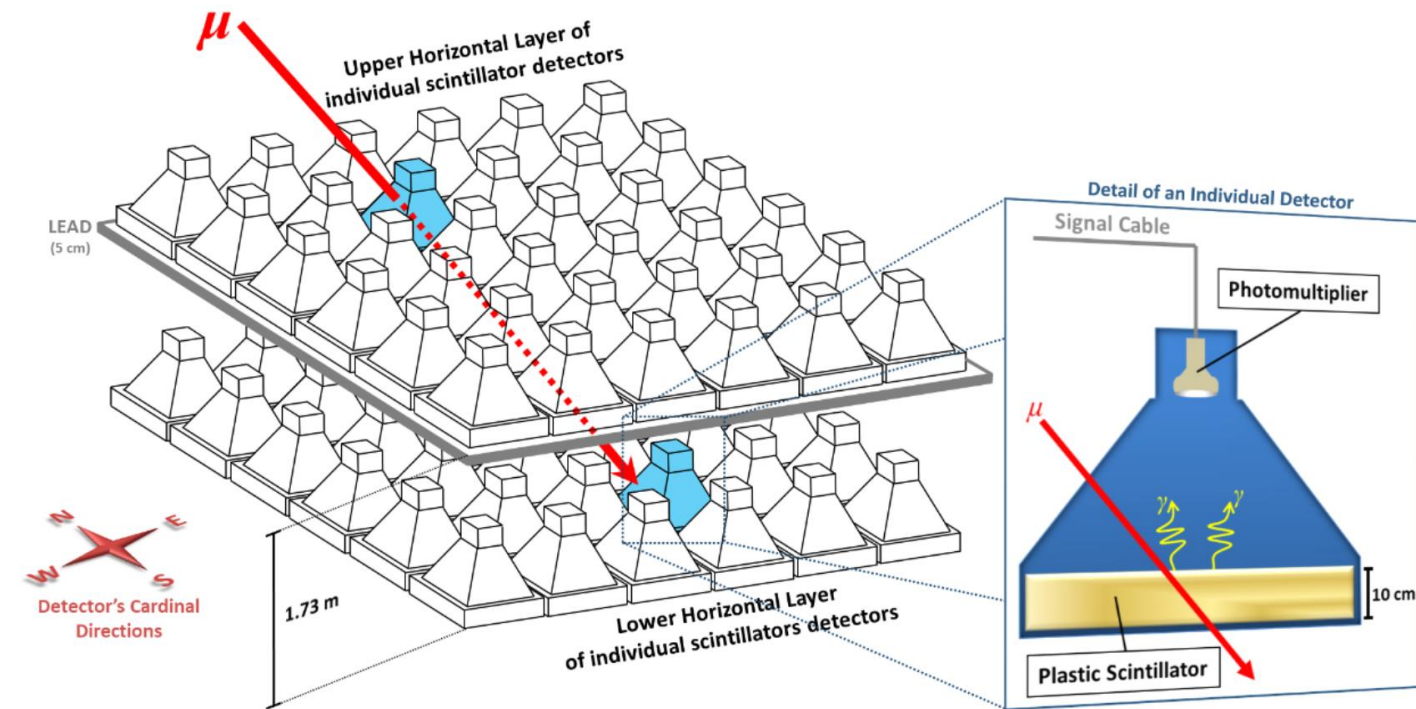 μ
Upper Horizontal Layer of
individual scintillator detectors
LEAD
(5 cm)
N
E
W
S
Detector's Cardinal
Directions
1.73 m
Lower Horizontal Layer
of individual scintillators detectors
Detail of an Individual Detector
Signal Cable
Photomultiplier
μ
γ
γ
10 cm
Plastic Scintillator